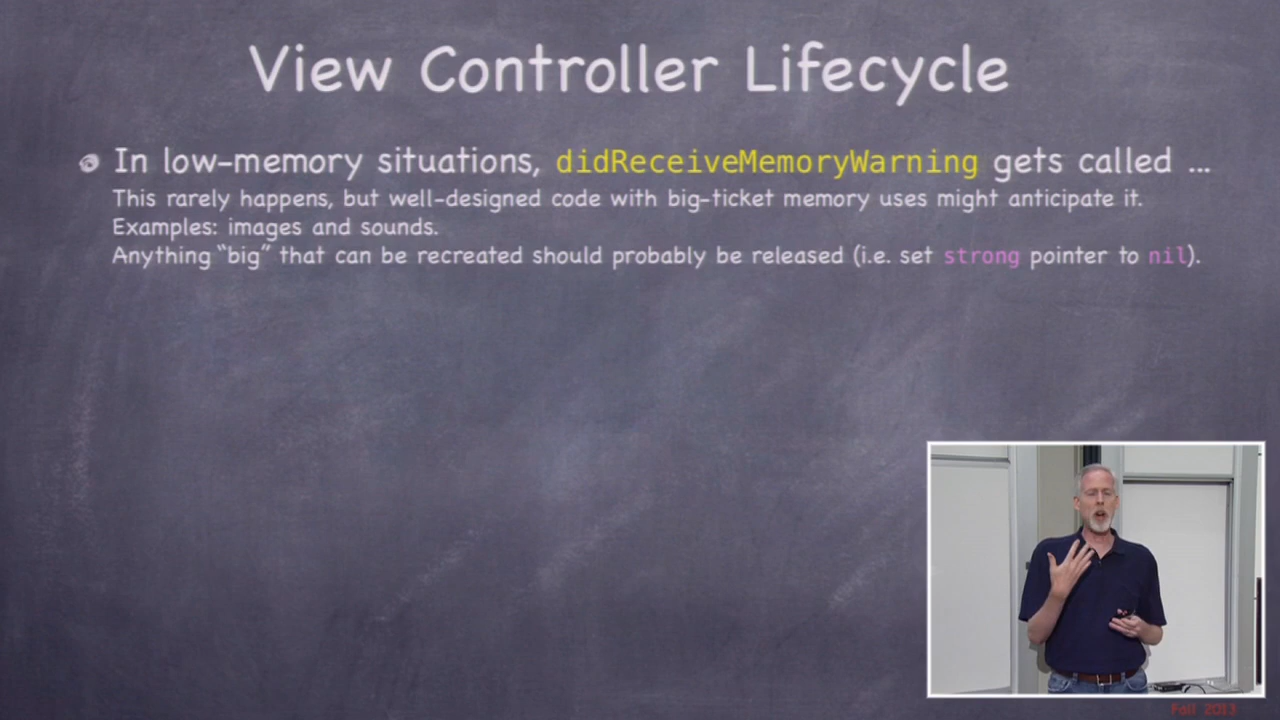 View Controller Lifecycle
In low-memory situations, didReceiveMemoryWarning gets called ...
This rarely happens, but well-designed code with big-ticket memory uses might anticipate it.
Examples: images and sounds.
Anything “big” that can be recreated should probably be released (i.e. set strong pointer to nil).
Fall 2013